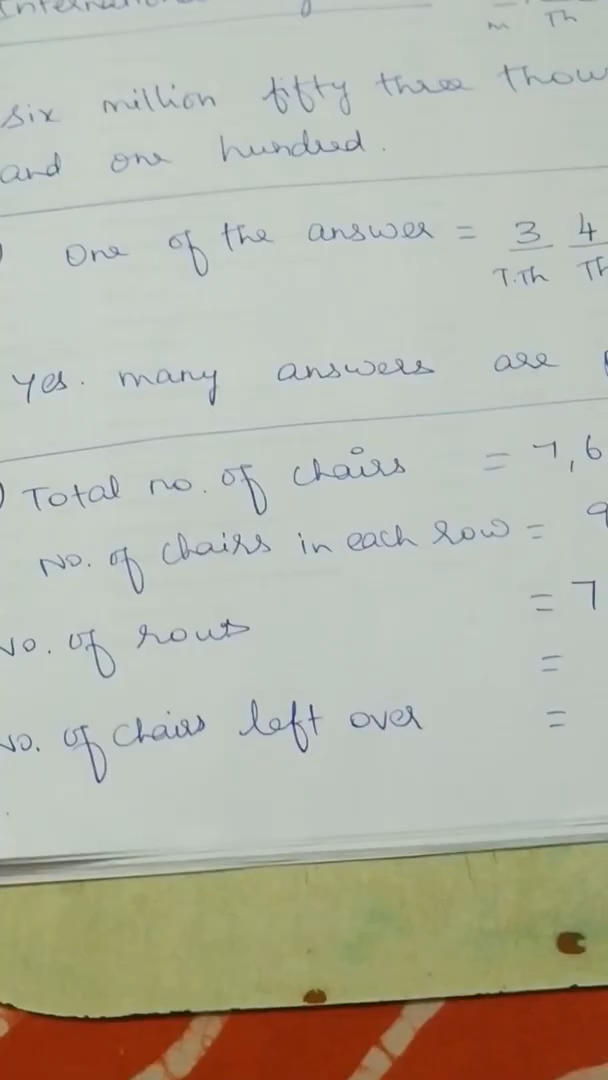 m Th
six million fifty three thou
and one hundred.
) One of the answer = 3 4
T.Th Th
Yes. many answers are
) Total no. of chairs = 7,6
No. of chairs in each row = 9
No. of rows = 7
=
No. of chairs left over =